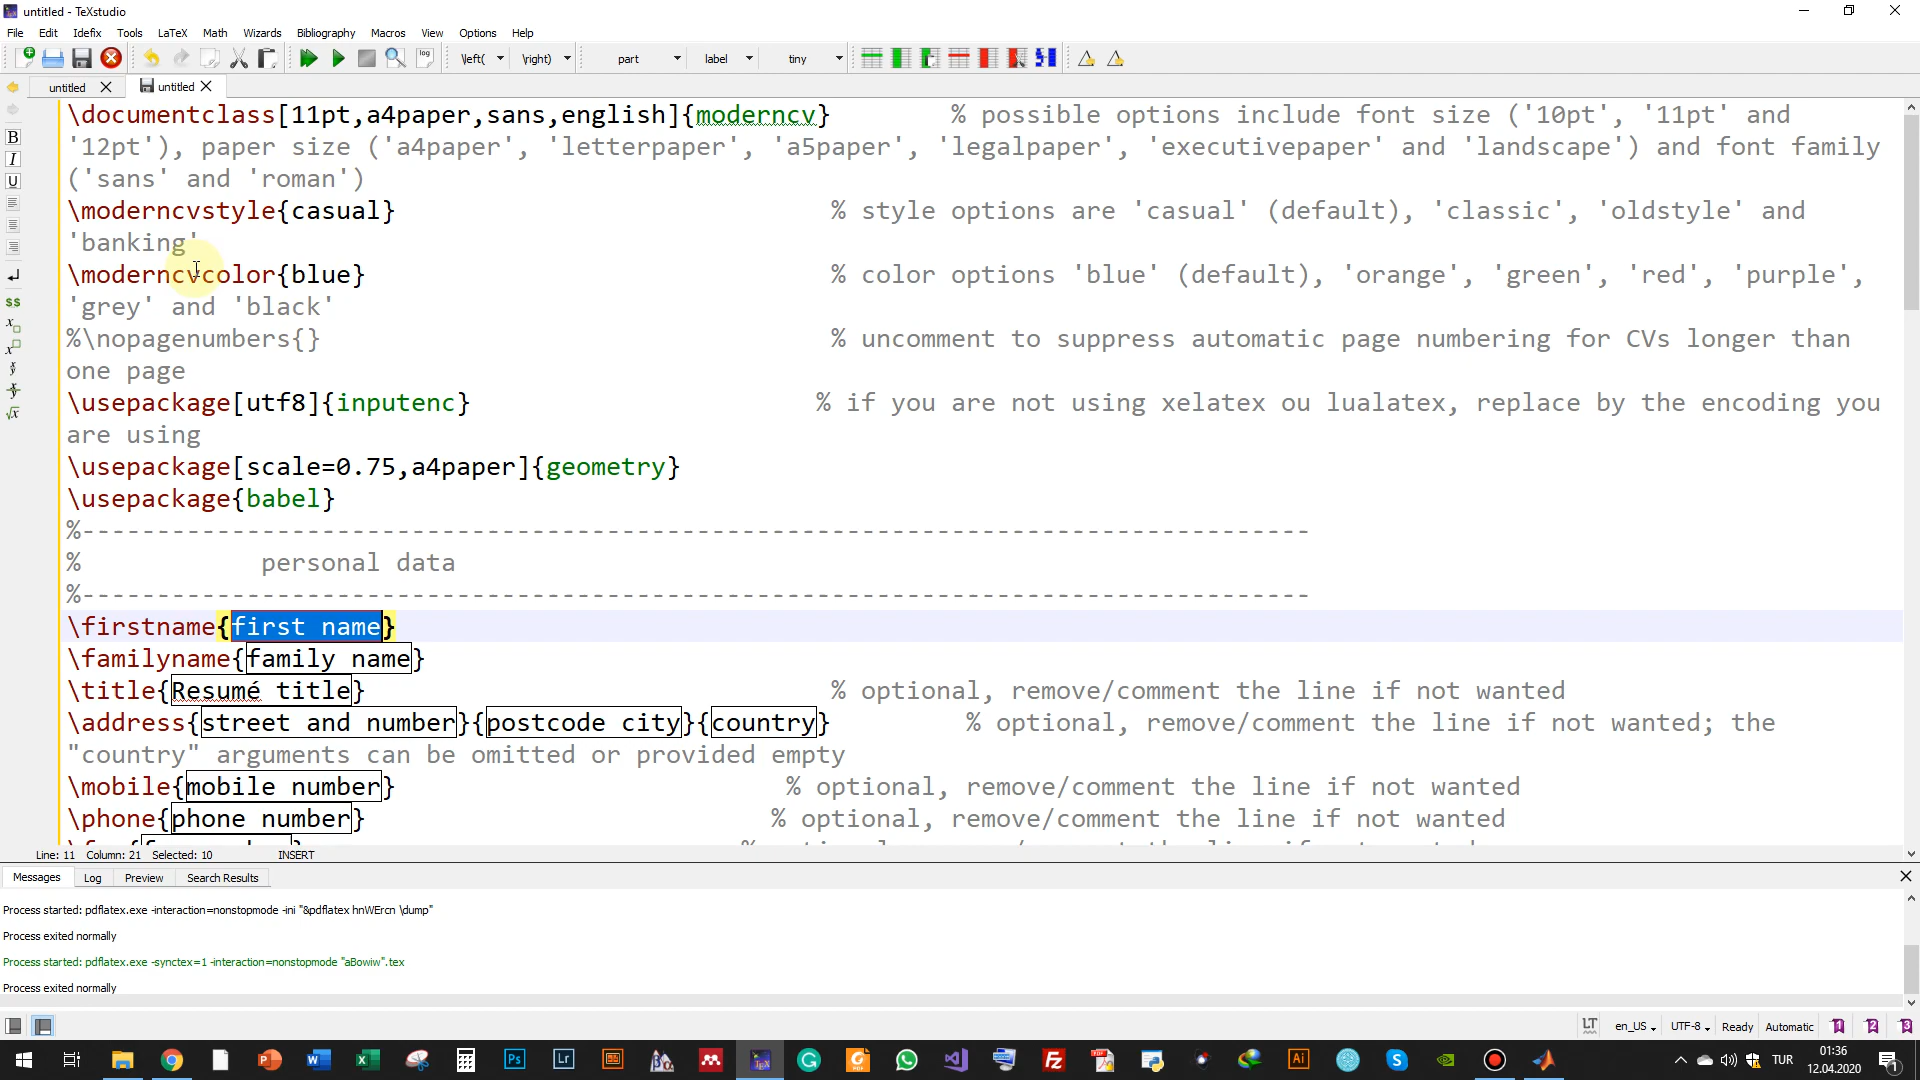 untitled - TeXstudio
File Edit Idefix Tools LaTeX Math Wizards Bibliography Macros View Options Help
log \left( \right) part label tiny
untitled untitled
\documentclass[11pt,a4paper,sans,english]{moderncv} % possible options include font size ('10pt', '11pt' and
'12pt'), paper size ('a4paper', 'letterpaper', 'a5paper', 'legalpaper', 'executivepaper' and 'landscape') and font family
('sans' and 'roman')
\moderncvstyle{casual} % style options are 'casual' (default), 'classic', 'oldstyle' and
'banking'
\moderncvcolor{blue} % color options 'blue' (default), 'orange', 'green', 'red', 'purple',
'grey' and 'black'
%\nopagenumbers{} % uncomment to suppress automatic page numbering for CVs longer than
one page
\usepackage[utf8]{inputenc} % if you are not using xelatex ou lualatex, replace by the encoding you
are using
\usepackage[scale=0.75,a4paper]{geometry}
\usepackage{babel}
%----------------------------------------------------------------------------------
% personal data
%----------------------------------------------------------------------------------
\firstname{first name}
\familyname{family name}
\title{Resumé title} % optional, remove/comment the line if not wanted
\address{street and number}{postcode city}{country} % optional, remove/comment the line if not wanted; the
"country" arguments can be omitted or provided empty
\mobile{mobile number} % optional, remove/comment the line if not wanted
\phone{phone number} % optional, remove/comment the line if not wanted
Line: 11 Column: 21 Selected: 10 INSERT
Messages Log Preview Search Results
Process started: pdflatex.exe -interaction=nonstopmode -ini "&pdflatex hnWErcn \dump"
Process exited normally
Process started: pdflatex.exe -synctex=1 -interaction=nonstopmode "aBowiw".tex
Process exited normally
LT en_US UTF-8 Ready Automatic 1 2 3
TUR 01:36
12.04.2020